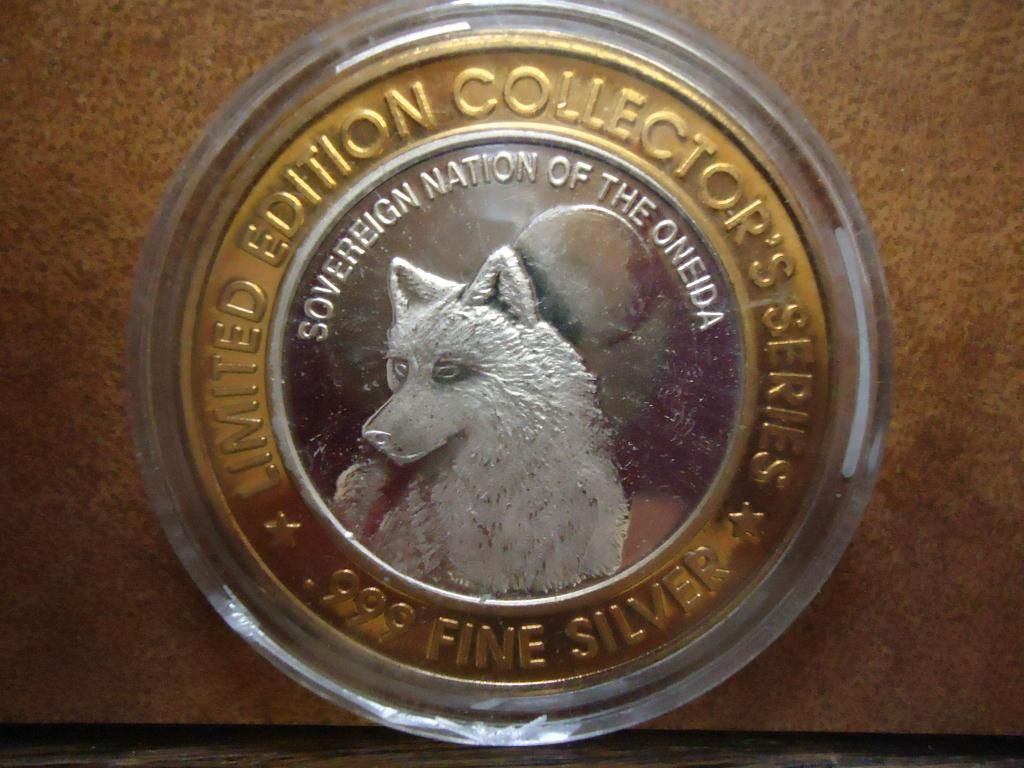 LIMITED EDITION COLLECTOR'S SERIES
SOVEREIGN NATION OF THE ONEIDA
.999 FINE SILVER